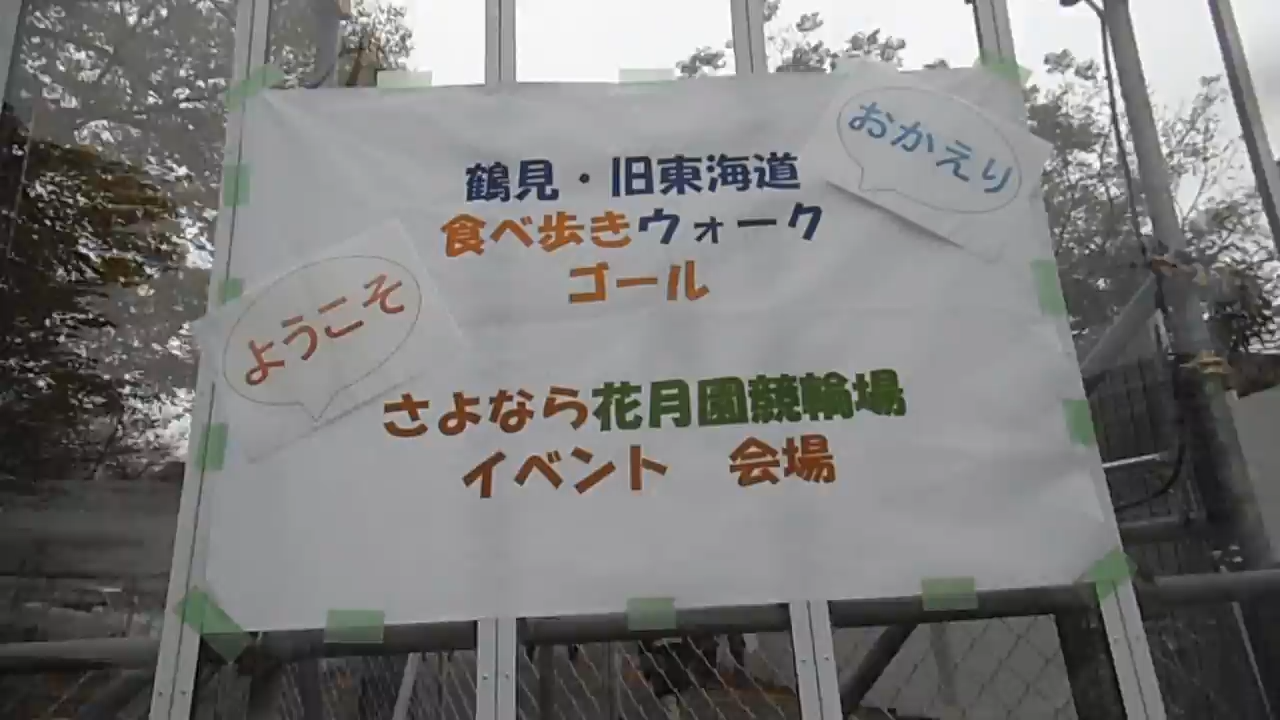 おかえり
鶴見・旧東海道
食べ歩きウォーク
ゴール
ようこそ
さよなら花月園競輪場
イベント　会場